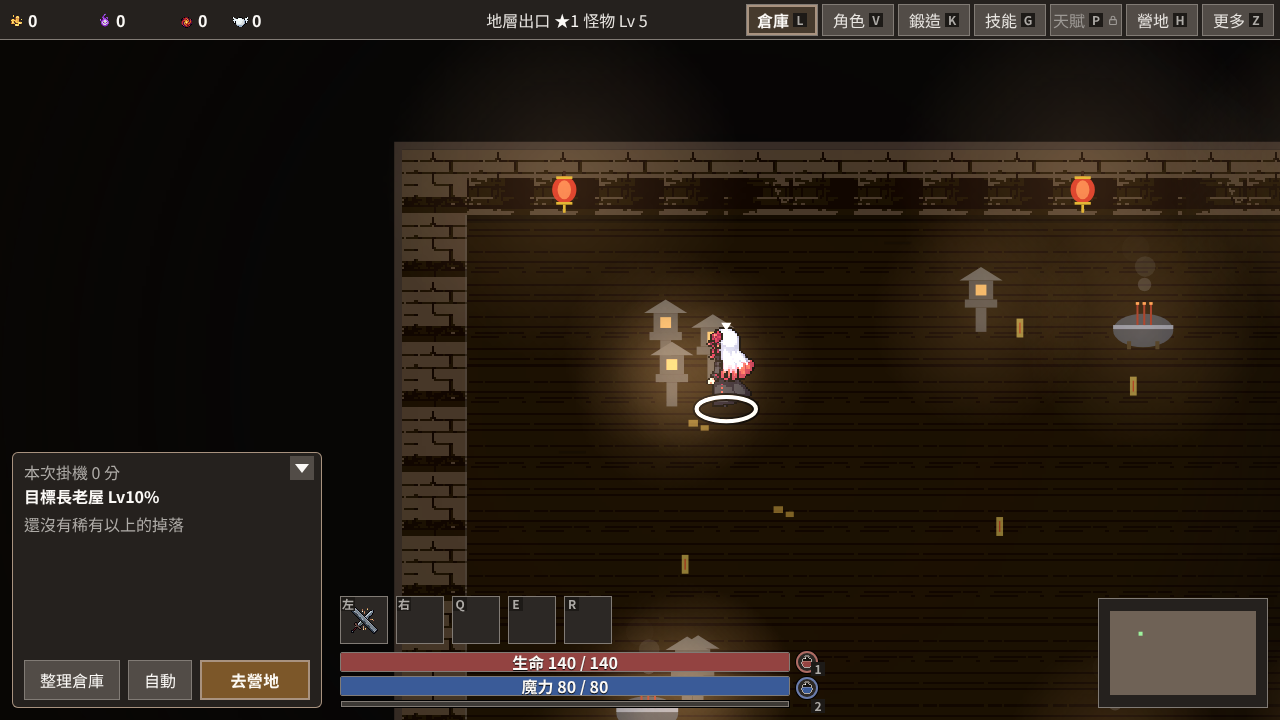 0 0 0 0
地層出口 ★1 怪物 Lv 5
倉庫 L 角色 V 鍛造 K 技能 G 天賦 P 營地 H 更多 Z
本次掛機 0 分
目標長老屋 Lv10%
還沒有稀有以上的掉落
整理倉庫 自動 去營地
左 右 Q E R
生命 140 / 140 1
魔力 80 / 80 2